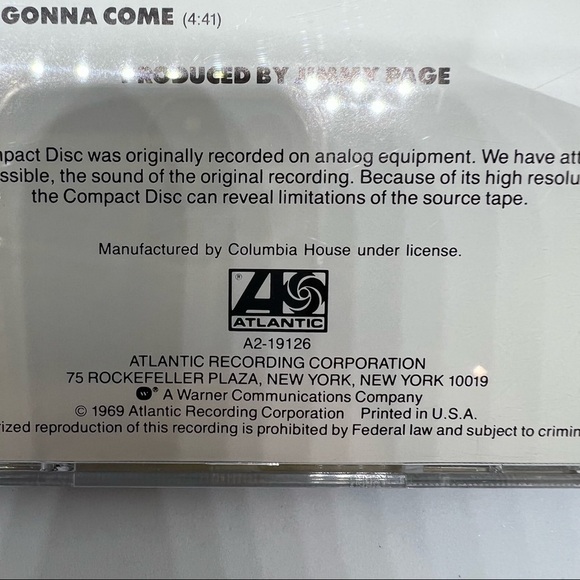 GONNA COME (4:41)
PRODUCED BY JIMMY PAGE
mpact Disc was originally recorded on analog equipment. We have att
ssible, the sound of the original recording. Because of its high resolu
the Compact Disc can reveal limitations of the source tape.
Manufactured by Columbia House under license.
®
ATLANTIC
A2-19126
ATLANTIC RECORDING CORPORATION
75 ROCKEFELLER PLAZA, NEW YORK, NEW YORK 10019
W® A Warner Communications Company
© 1969 Atlantic Recording Corporation Printed in U.S.A.
rized reproduction of this recording is prohibited by Federal law and subject to crimin